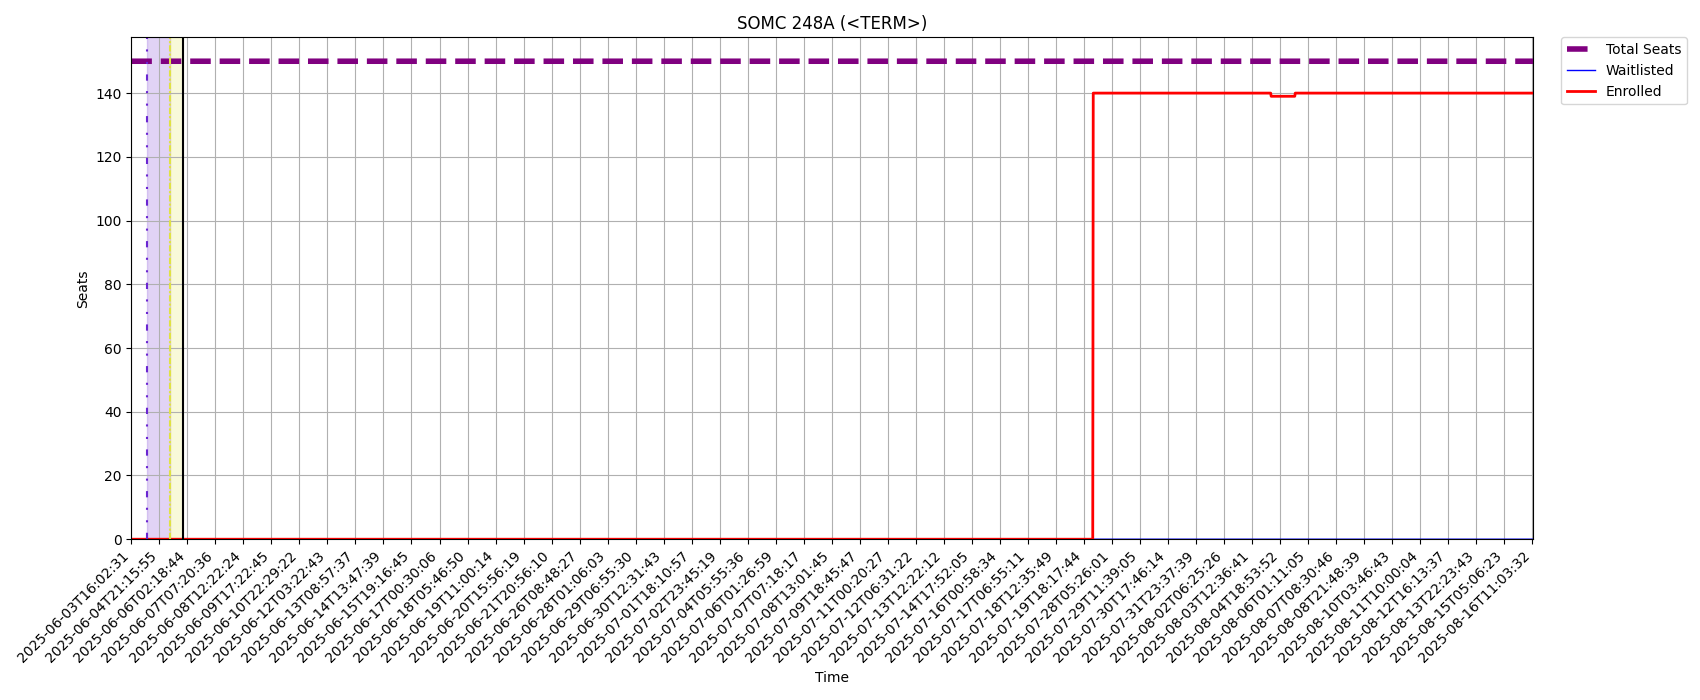 SOMC 248A (<TERM>)
Total Seats
Waitlisted
Enrolled
Seats
140
120
100
80
60
40
20
0
2025-06-03T16:02:31
2025-06-04T21:15:55
2025-06-06T02:18:44
2025-06-07T07:20:36
2025-06-08T12:22:24
2025-06-09T17:22:45
2025-06-10T22:29:22
2025-06-12T03:22:43
2025-06-13T08:57:37
2025-06-14T13:47:39
2025-06-15T19:16:45
2025-06-17T00:30:06
2025-06-18T05:46:50
2025-06-19T11:00:14
2025-06-20T15:56:19
2025-06-21T20:56:10
2025-06-26T08:48:27
2025-06-28T01:06:03
2025-06-29T06:55:30
2025-06-30T12:31:43
2025-07-01T18:10:57
2025-07-02T23:45:19
2025-07-04T05:55:36
2025-07-06T01:26:59
2025-07-07T07:18:17
2025-07-08T13:01:45
2025-07-09T18:45:47
2025-07-11T00:20:27
2025-07-12T06:31:22
2025-07-13T12:22:12
2025-07-14T17:52:05
2025-07-16T00:58:34
2025-07-17T06:55:11
2025-07-18T12:35:49
2025-07-19T18:17:44
2025-07-28T05:26:01
2025-07-29T11:39:05
2025-07-30T17:46:14
2025-07-31T23:37:39
2025-08-02T06:25:26
2025-08-03T12:36:41
2025-08-04T18:53:52
2025-08-06T01:11:05
2025-08-07T08:30:46
2025-08-08T21:48:39
2025-08-10T03:46:43
2025-08-11T10:00:04
2025-08-12T16:13:37
2025-08-13T22:23:43
2025-08-15T05:06:23
2025-08-16T11:03:32
Time